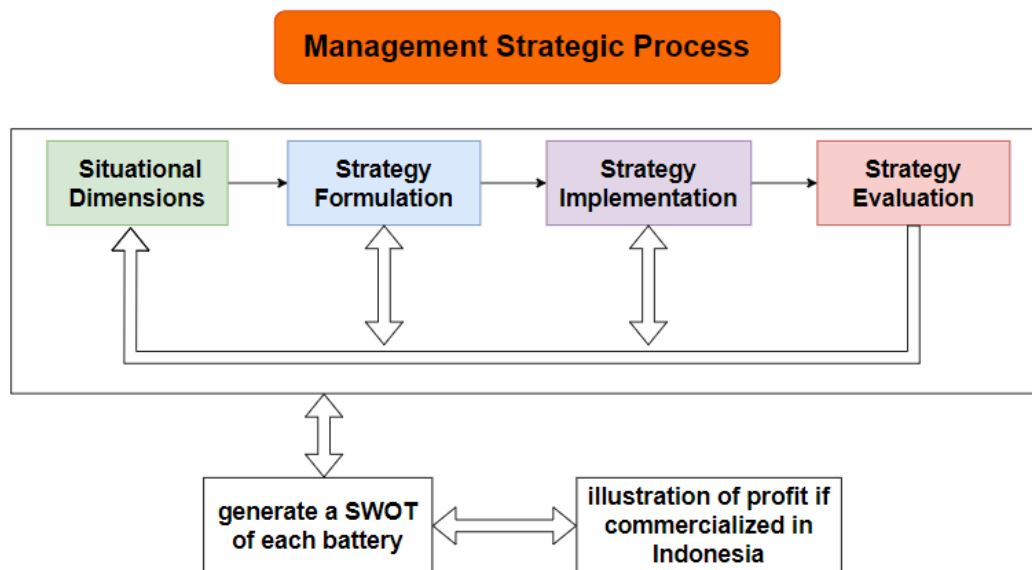 Management Strategic Process
Situational
Dimensions
Strategy
Formulation
Strategy
Implementation
Strategy
Evaluation
generate a SWOT
of each battery
illustration of profit if
commercialized in
Indonesia